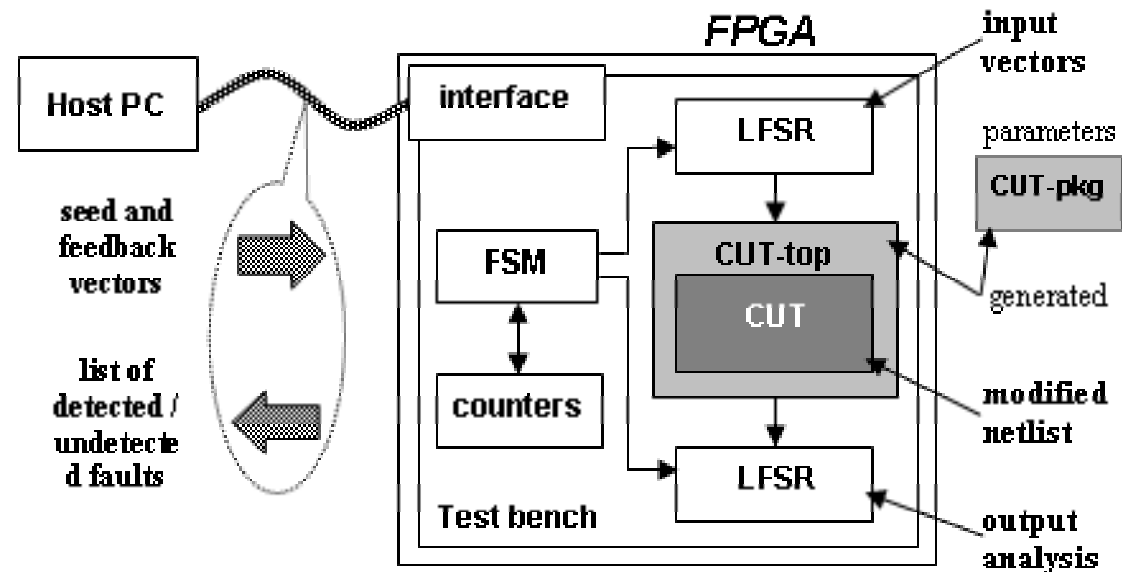 FPGA
input
vectors
Host PC
interface
LFSR
parameters
CUT-pkg
seed and
feedback
vectors
FSM
CUT-top
CUT
generated
list of
detected /
undetecte
d faults
counters
modified
netlist
LFSR
Test bench
output
analysis